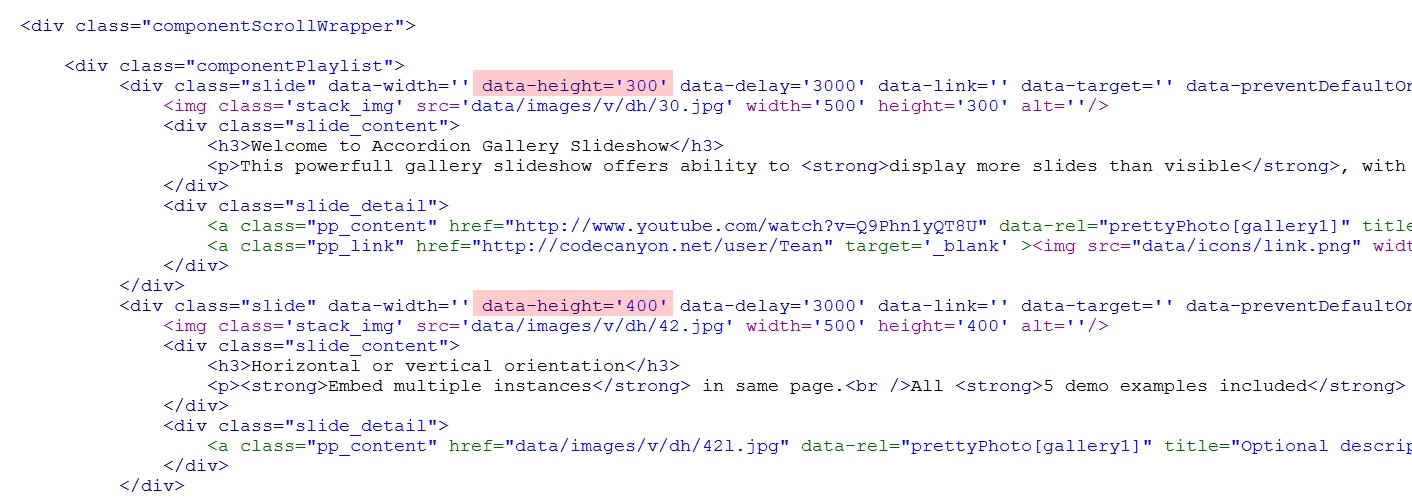 <div class="componentScrollWrapper">
<div class="componentPlaylist">
<div class="slide" data-width='' data-height='300' data-delay='3000' data-link='' data-target='' data-preventDefaultOn
<img class='stack_img' src='data/images/v/dh/30.jpg' width='500' height='300' alt=''/>
<div class="slide_content">
<h3>Welcome to Accordion Gallery Slideshow</h3>
<p>This powerfull gallery slideshow offers ability to <strong>display more slides than visible</strong>, with
</div>
<div class="slide_detail">
<a class="pp_content" href="http://www.youtube.com/watch?v=Q9Phn1yQT8U" data-rel="prettyPhoto[gallery1]" title
<a class="pp_link" href="http://codecanyon.net/user/Tean" target='_blank' ><img src="data/icons/link.png" widt
</div>
</div>
<div class="slide" data-width='' data-height='400' data-delay='3000' data-link='' data-target='' data-preventDefaultOn
<img class='stack_img' src='data/images/v/dh/42.jpg' width='500' height='400' alt=''/>
<div class="slide_content">
<h3>Horizontal or vertical orientation</h3>
<p><strong>Embed multiple instances</strong> in same page.<br />All <strong>5 demo examples included</strong>
</div>
<div class="slide_detail">
<a class="pp_content" href="data/images/v/dh/42l.jpg" data-rel="prettyPhoto[gallery1]" title="Optional descrip
</div>
</div>